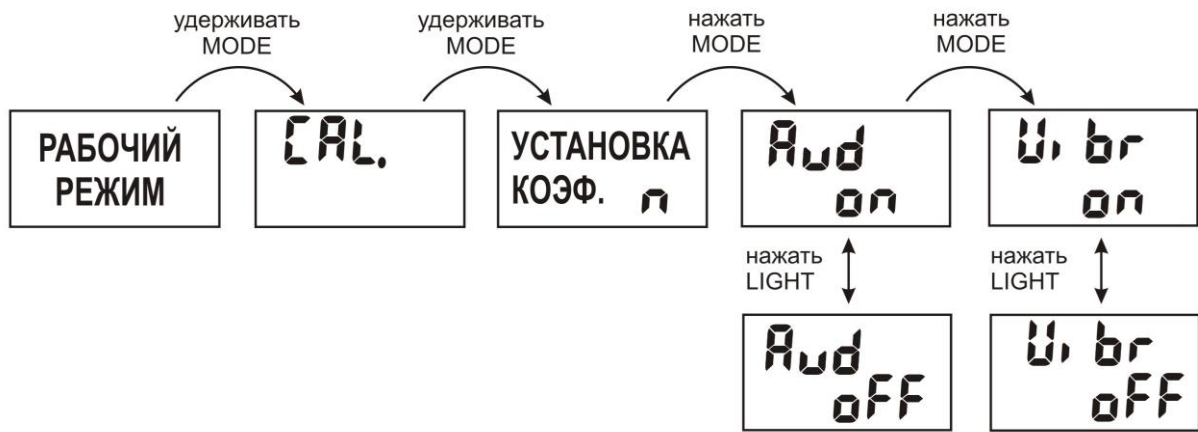 удерживать
MODE
удерживать
MODE
нажать
MODE
нажать
MODE
РАБОЧИЙ
РЕЖИМ
CAL.
УСТАНОВКА
КОЭФ. n
Aud
on
Vibr
on
нажать
LIGHT
нажать
LIGHT
Aud
oFF
Vibr
oFF